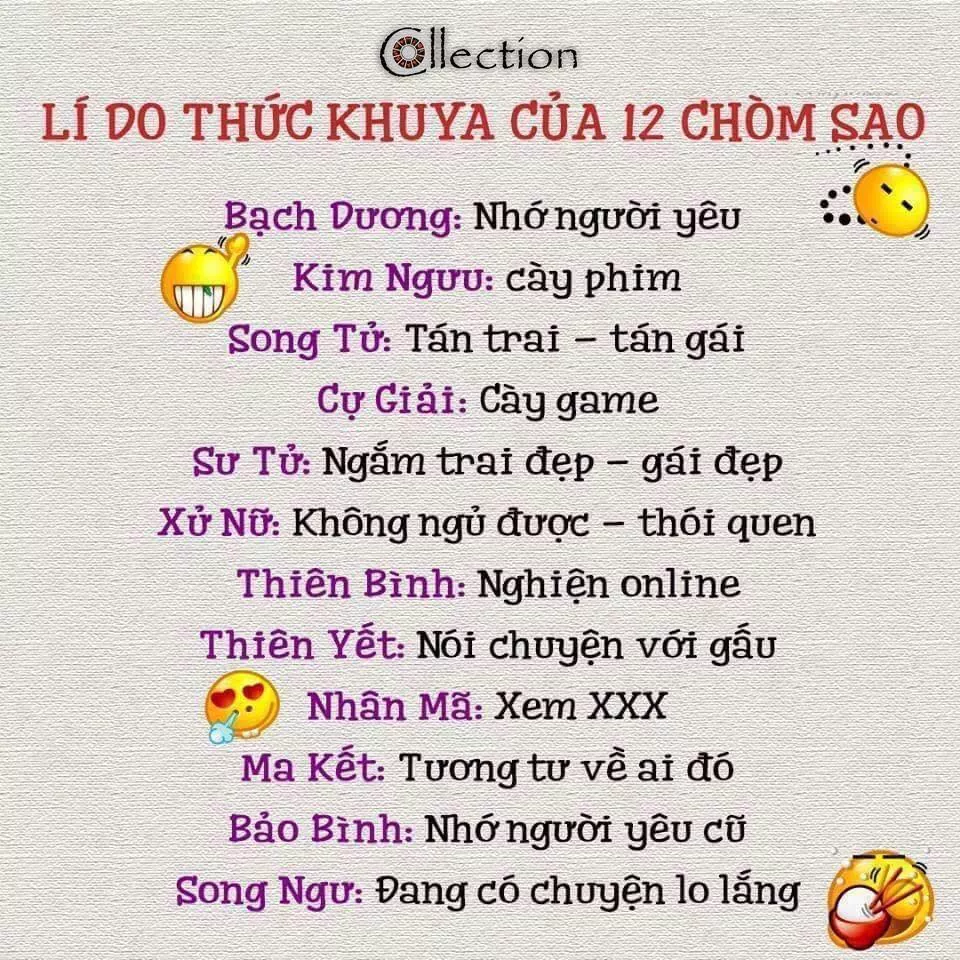 Collection
LÍ DO THỨC KHUYA CỦA 12 CHÒM SAO
Bạch Dương: Nhớ người yêu
Kim Ngưu: cày phim
Song Tử: Tán trai – tán gái
Cự Giải: Cày game
Sư Tử: Ngắm trai đẹp – gái đẹp
Xử Nữ: Không ngủ được – thói quen
Thiên Bình: Nghiện online
Thiên Yết: Nói chuyện với gấu
Nhân Mã: Xem XXX
Ma Kết: Tương tư về ai đó
Bảo Bình: Nhớ người yêu cũ
Song Ngư: Đang có chuyện lo lắng